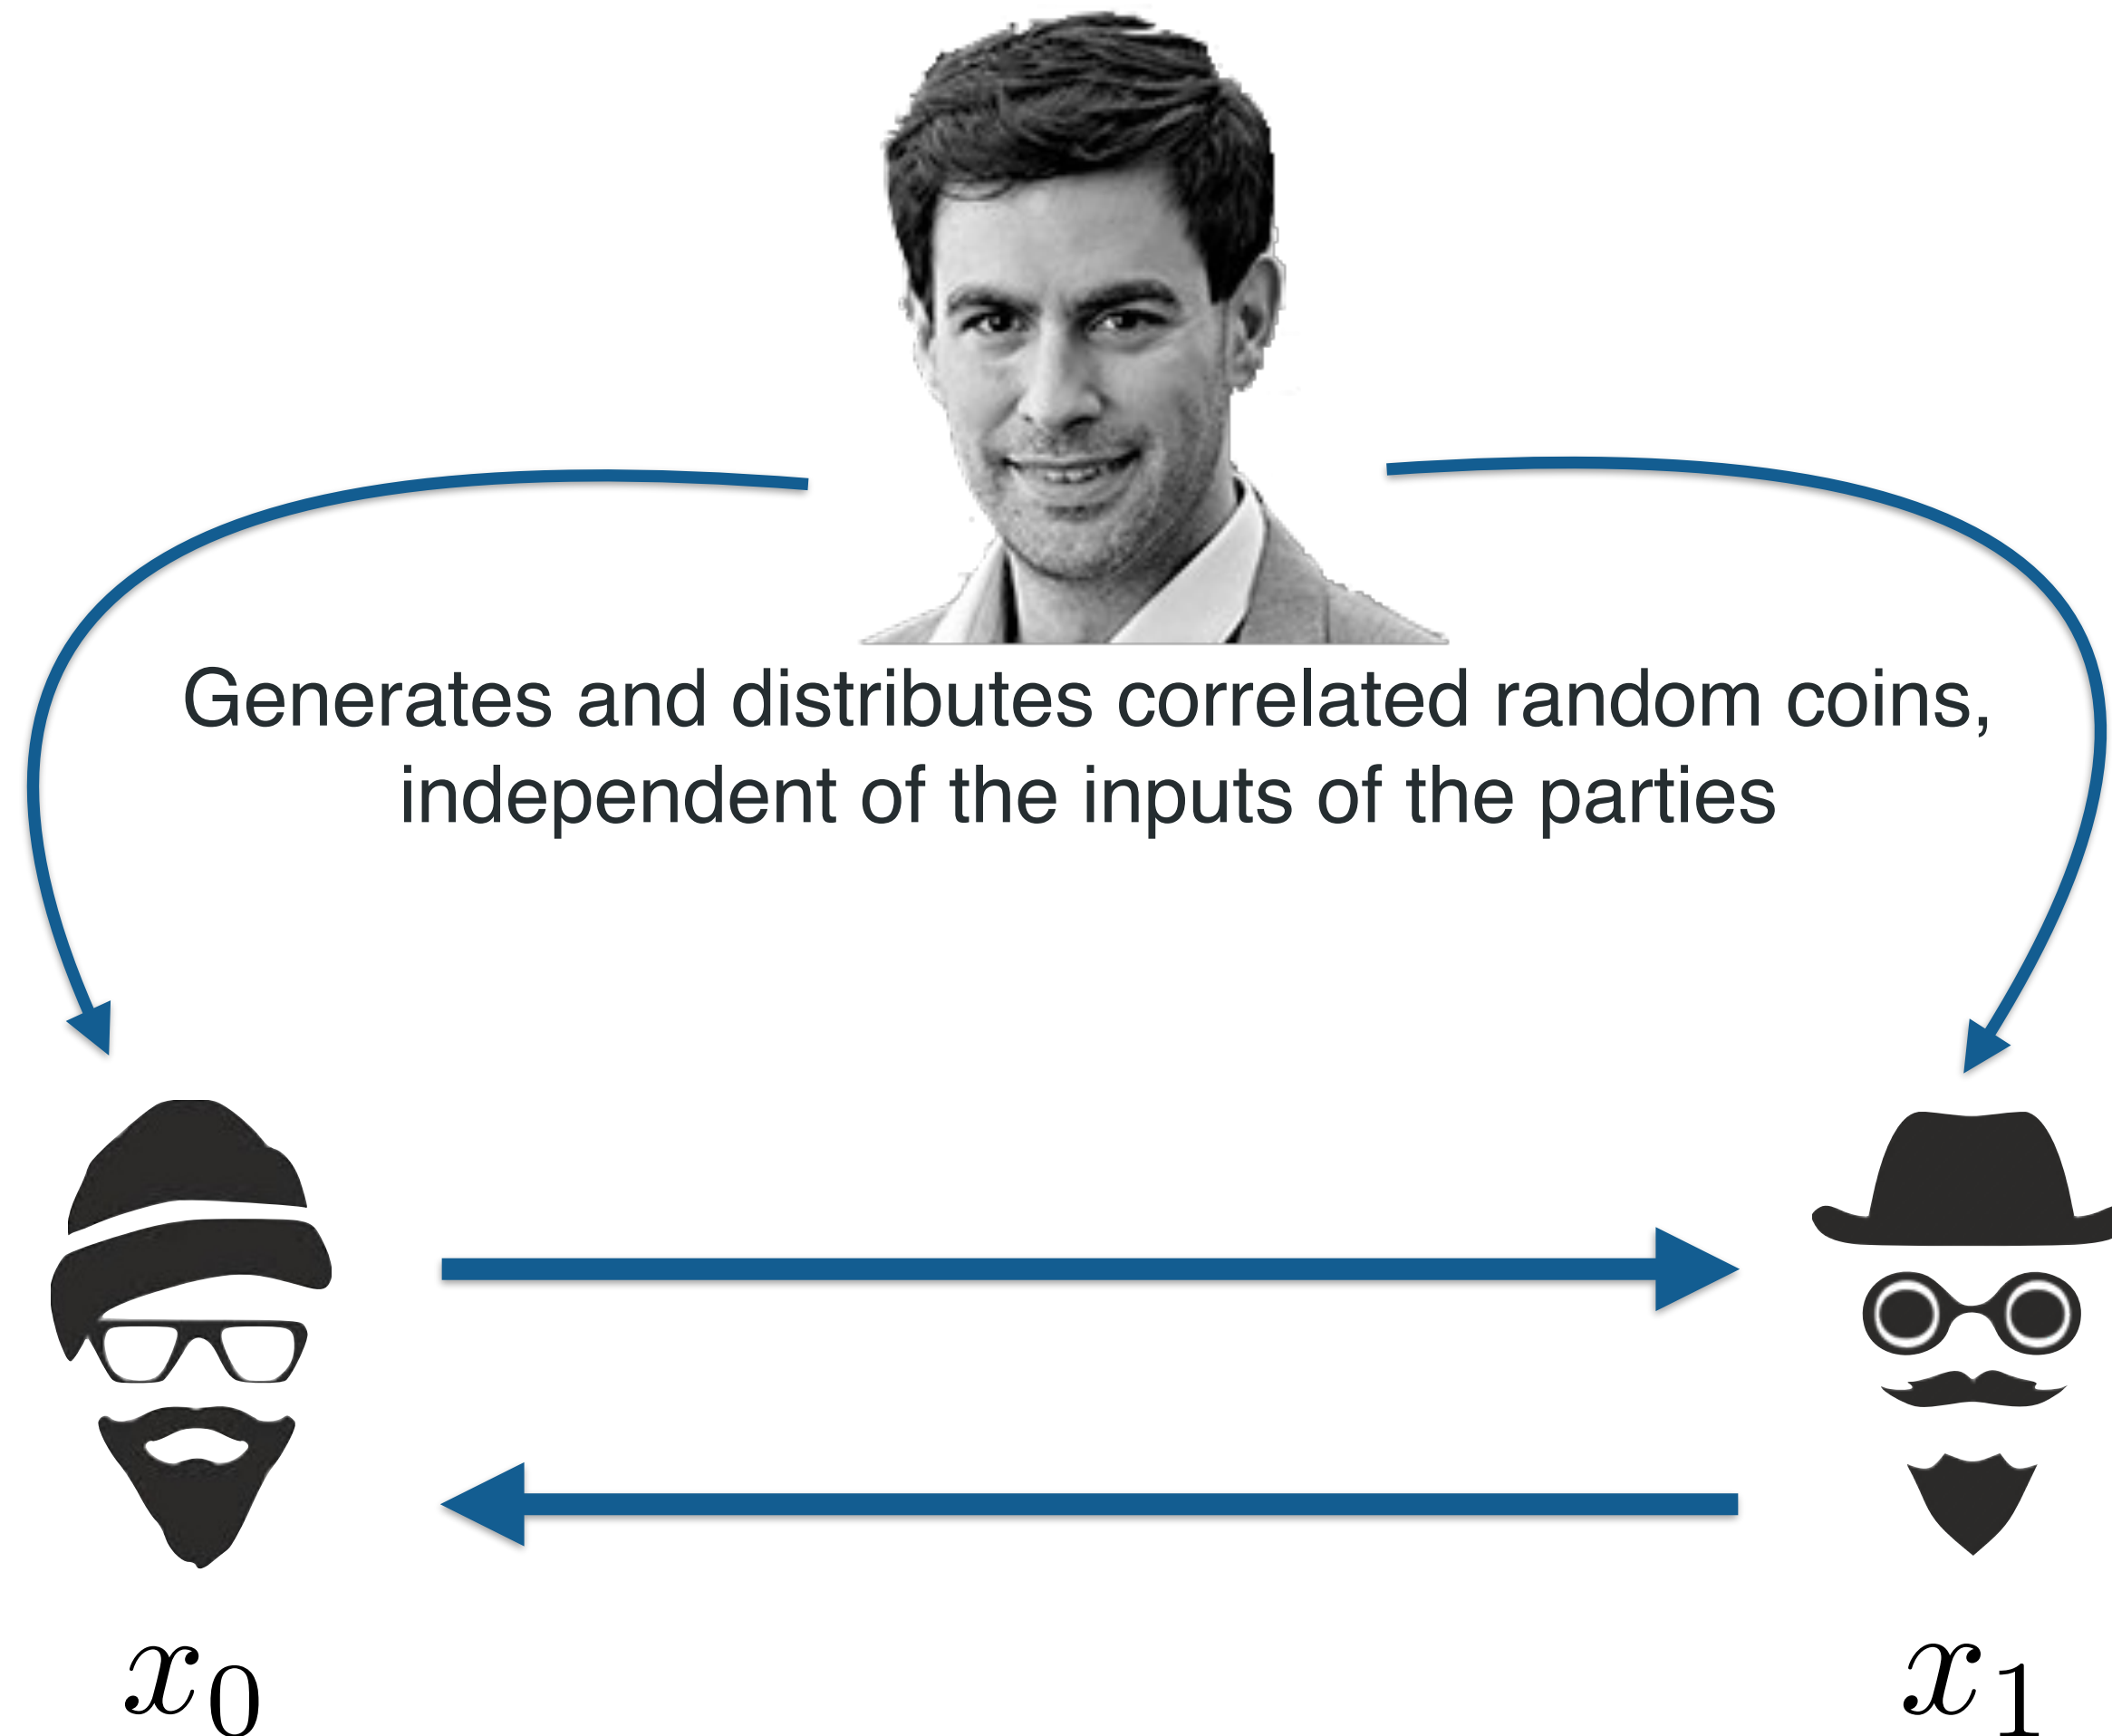 Generates and distributes correlated random coins,
independent of the inputs of the parties
x₀
x₁